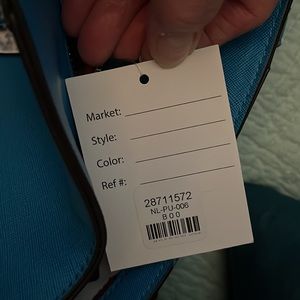 Market:
Style:
Color:
Ref #:
28711572
NL-PU-006
B 0 0